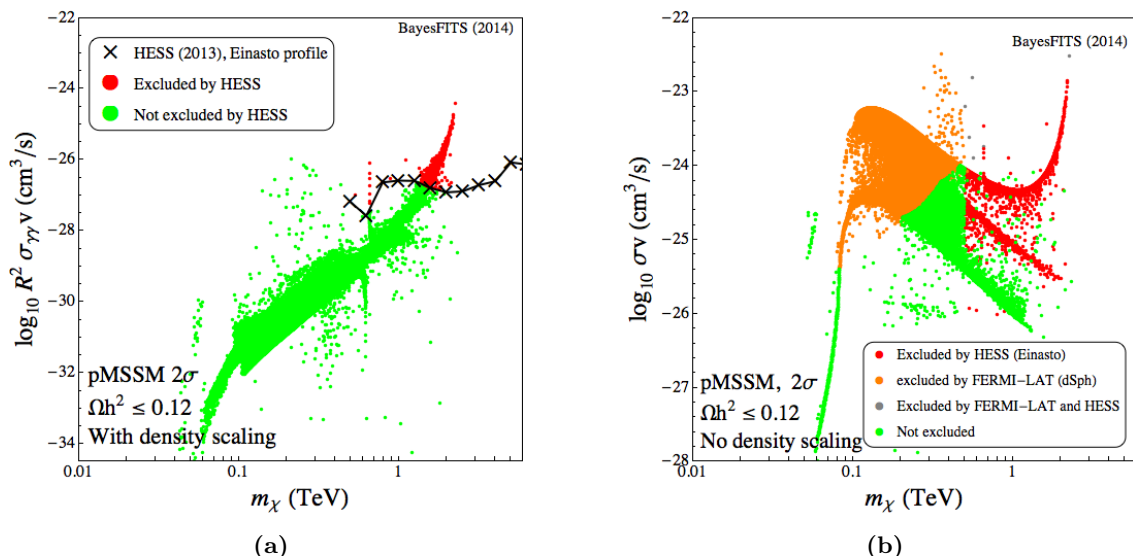 BayesFITS (2014)
HESS (2013), Einasto profile
Excluded by HESS
Not excluded by HESS
pMSSM 2σ
Ωh² ≤ 0.12
With density scaling
log₁₀ R² σγγ v (cm³/s)
-22
-24
-26
-28
-30
-32
-34
0.01
0.1
1
mχ (TeV)
(a)
BayesFITS (2014)
Excluded by HESS (Einasto)
excluded by FERMI−LAT (dSph)
Excluded by FERMI−LAT and HESS
Not excluded
pMSSM, 2σ
Ωh² ≤ 0.12
No density scaling
log₁₀ σv (cm³/s)
-22
-23
-24
-25
-26
-27
-28
0.01
0.1
1
mχ (TeV)
(b)